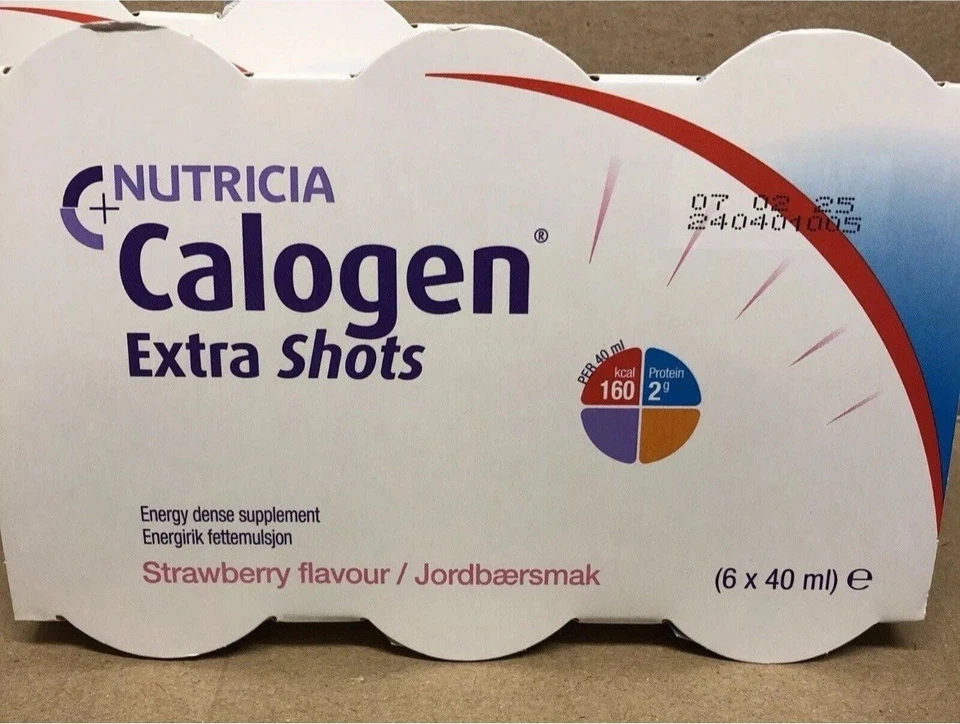 NUTRICIA
Calogen®
Extra Shots
07 02 25
240401005
PER 40 ml
kcal
160
Protein
2g
Energy dense supplement
Energirik fettemulsjon
Strawberry flavour / Jordbærsmak
(6 x 40 ml) ℮